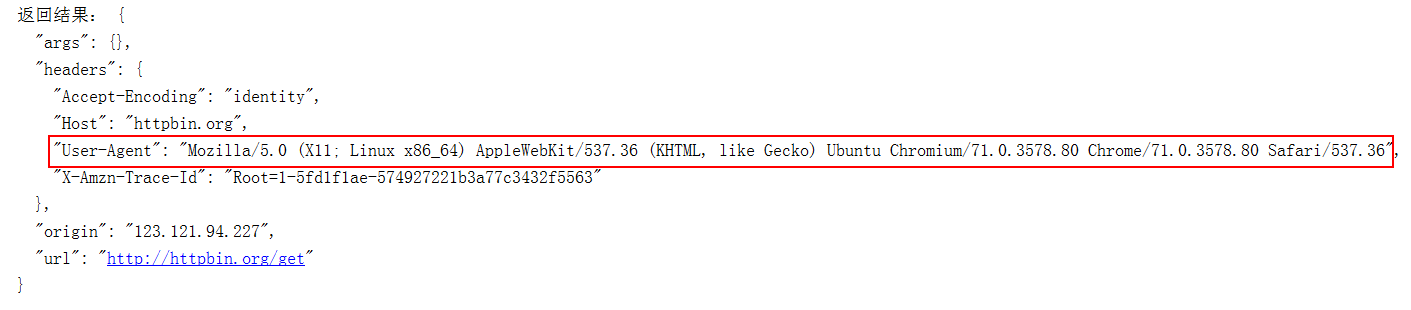 返回结果： {
  "args": {},
  "headers": {
    "Accept-Encoding": "identity",
    "Host": "httpbin.org",
    "User-Agent": "Mozilla/5.0 (X11; Linux x86_64) AppleWebKit/537.36 (KHTML, like Gecko) Ubuntu Chromium/71.0.3578.80 Chrome/71.0.3578.80 Safari/537.36",
    "X-Amzn-Trace-Id": "Root=1-5fd1f1ae-574927221b3a77c3432f5563"
  },
  "origin": "123.121.94.227",
  "url": "http://httpbin.org/get"
}